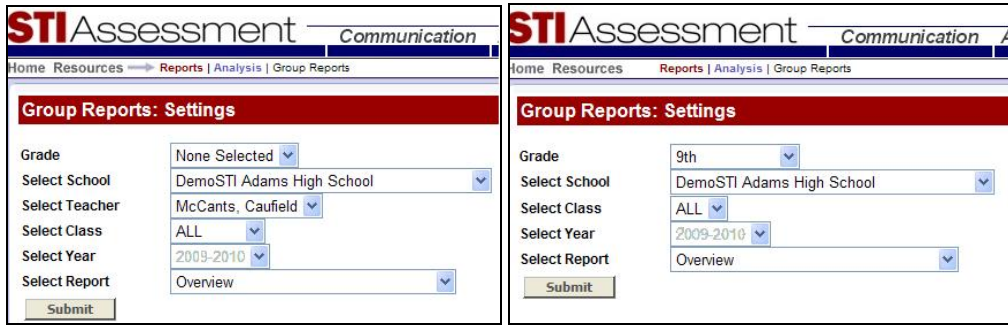 STIAssessment Communication
Home Resources Reports | Analysis | Group Reports
Group Reports: Settings
Grade None Selected
Select School DemoSTI Adams High School
Select Teacher McCants, Caufield
Select Class ALL
Select Year 2009-2010
Select Report Overview
Submit
STIAssessment Communication A
Home Resources Reports | Analysis | Group Reports
Group Reports: Settings
Grade 9th
Select School DemoSTI Adams High School
Select Class ALL
Select Year 2009-2010
Select Report Overview
Submit